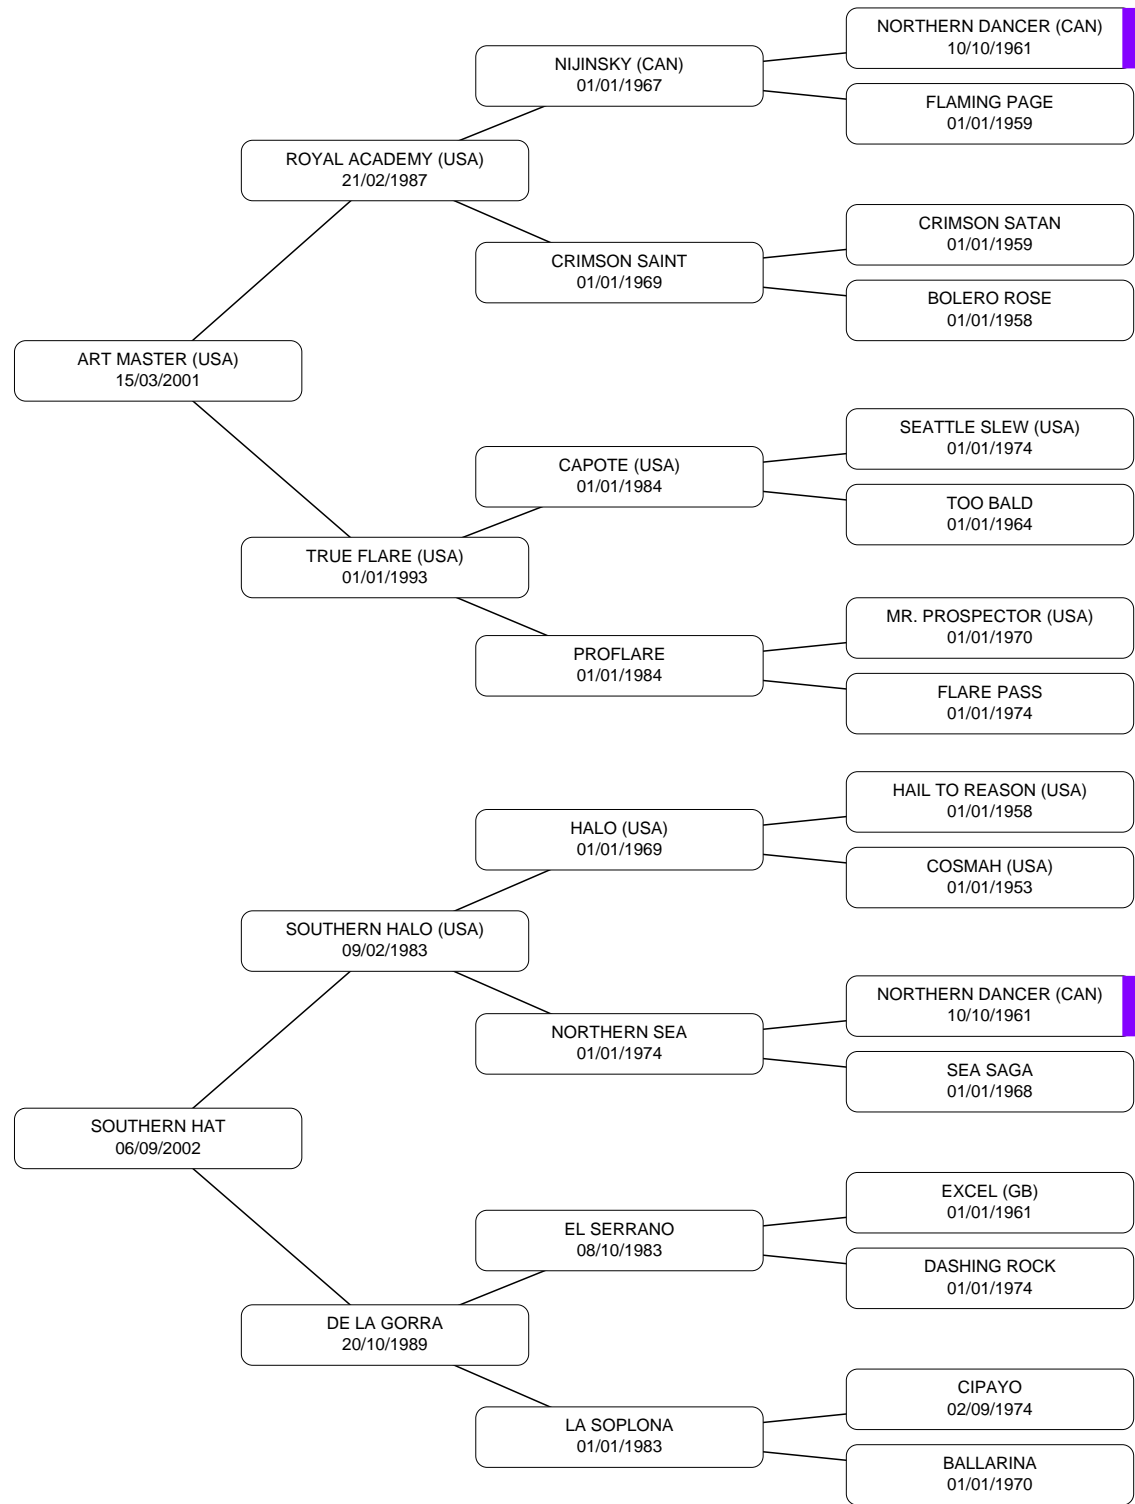 NORTHERN DANCER (CAN)
10/10/1961
NIJINSKY (CAN)
01/01/1967
FLAMING PAGE
01/01/1959
ROYAL ACADEMY (USA)
21/02/1987
CRIMSON SATAN
01/01/1959
CRIMSON SAINT
01/01/1969
BOLERO ROSE
01/01/1958
ART MASTER (USA)
15/03/2001
SEATTLE SLEW (USA)
01/01/1974
CAPOTE (USA)
01/01/1984
TOO BALD
01/01/1964
TRUE FLARE (USA)
01/01/1993
MR. PROSPECTOR (USA)
01/01/1970
PROFLARE
01/01/1984
FLARE PASS
01/01/1974
HAIL TO REASON (USA)
01/01/1958
HALO (USA)
01/01/1969
COSMAH (USA)
01/01/1953
SOUTHERN HALO (USA)
09/02/1983
NORTHERN DANCER (CAN)
10/10/1961
NORTHERN SEA
01/01/1974
SEA SAGA
01/01/1968
SOUTHERN HAT
06/09/2002
EXCEL (GB)
01/01/1961
EL SERRANO
08/10/1983
DASHING ROCK
01/01/1974
DE LA GORRA
20/10/1989
CIPAYO
02/09/1974
LA SOPLONA
01/01/1983
BALLARINA
01/01/1970